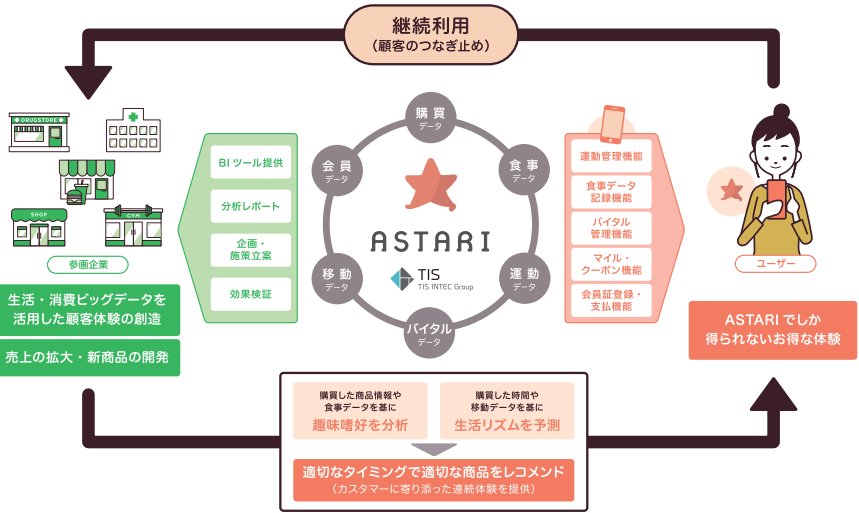 継続利用
（顧客のつなぎ止め）
DRUGSTORE
SHOP
GYM
参画企業
生活・消費ビッグデータを
活用した顧客体験の創造
売上の拡大・新商品の開発
BIツール提供
分析レポート
企画・
施策立案
効果検証
購買
データ
会員
データ
食事
データ
移動
データ
運動
データ
バイタル
データ
ASTARI
TIS
TIS INTEC Group
運動管理機能
食事データ
記録機能
バイタル
管理機能
マイル・
クーポン機能
会員証登録・
支払機能
ユーザー
ASTARIでしか
得られないお得な体験
購買した商品情報や
食事データを基に
趣味嗜好を分析
購買した時間や
移動データを基に
生活リズムを予測
適切なタイミングで適切な商品をレコメンド
（カスタマーに寄り添った連続体験を提供）